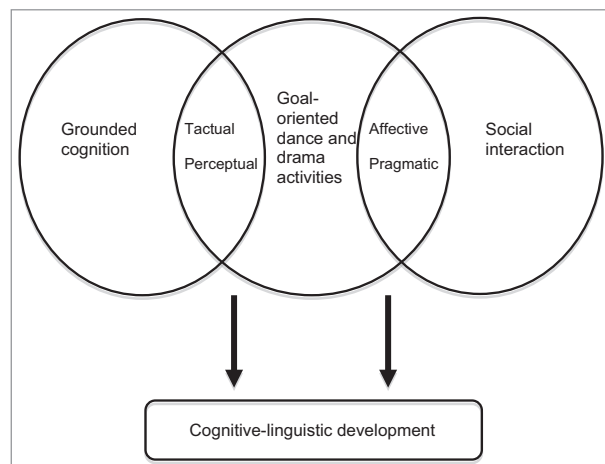 Grounded
cognition
Tactual
Perceptual
Goal-
oriented
dance and
drama
activities
Affective
Pragmatic
Social
interaction
Cognitive-linguistic development